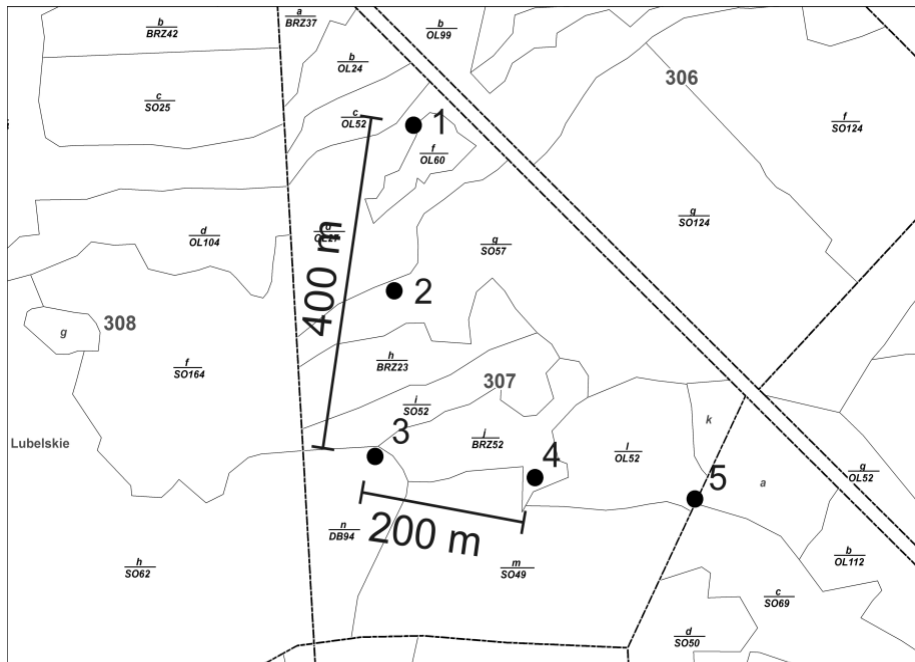 a
BRZ37
b
BRZ42
b
OL99
b
OL24
306
c
SO25
c
OL52
1
f
OL60
f
SO124
g
SO124
d
OL104
q
SO57
400 m
2
g
308
f
SO164
h
BRZ23
307
i
SO52
k
Lubelskie
3
j
BRZ52
4
l
OL52
5
a
g
OL52
200 m
n
DB94
h
SO62
m
SO49
b
OL112
c
SO69
d
SO50